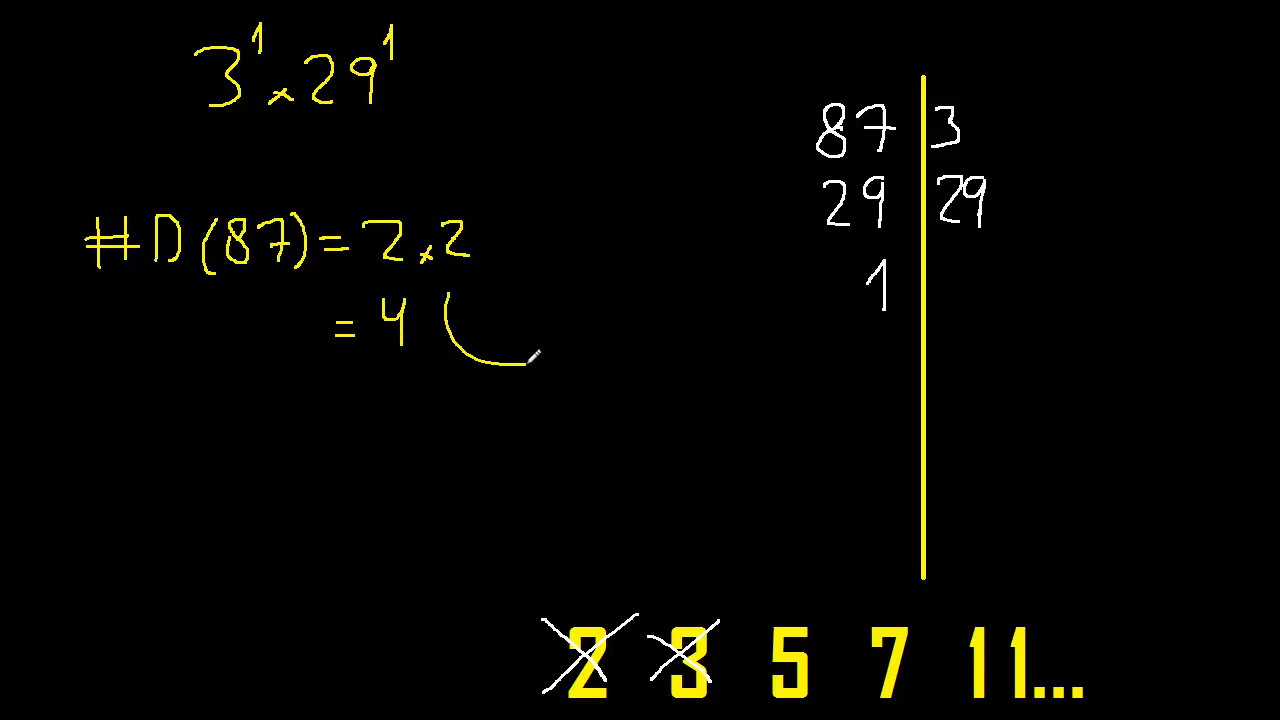 3¹ × 29¹
87 | 3
29 | 29
1
#D(87) = 2 × 2
= 4
2 3 5 7 11...